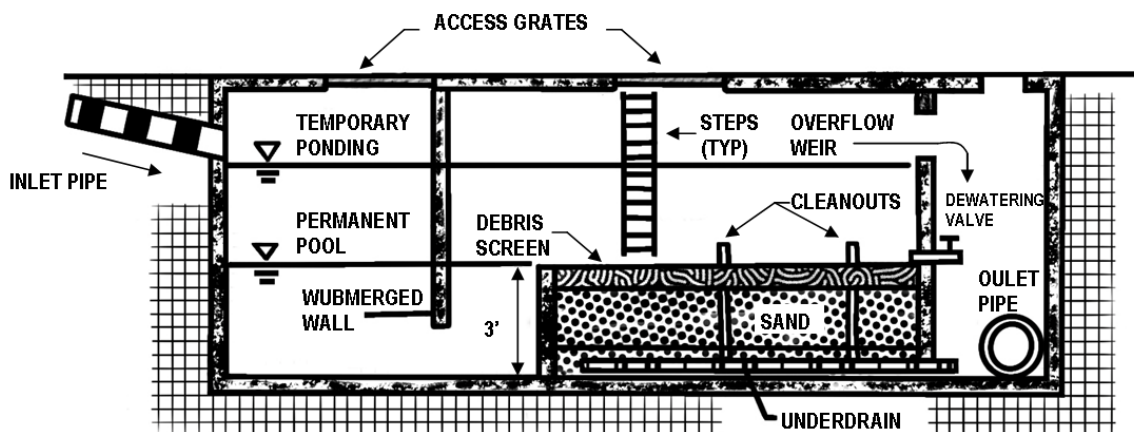 ACCESS GRATES
TEMPORARY
PONDING
STEPS
(TYP)
OVERFLOW
WEIR
INLET PIPE
CLEANOUTS
DEWATERING
VALVE
PERMANENT
POOL
DEBRIS
SCREEN
WUBMERGED
WALL
3'
SAND
OULET
PIPE
UNDERDRAIN